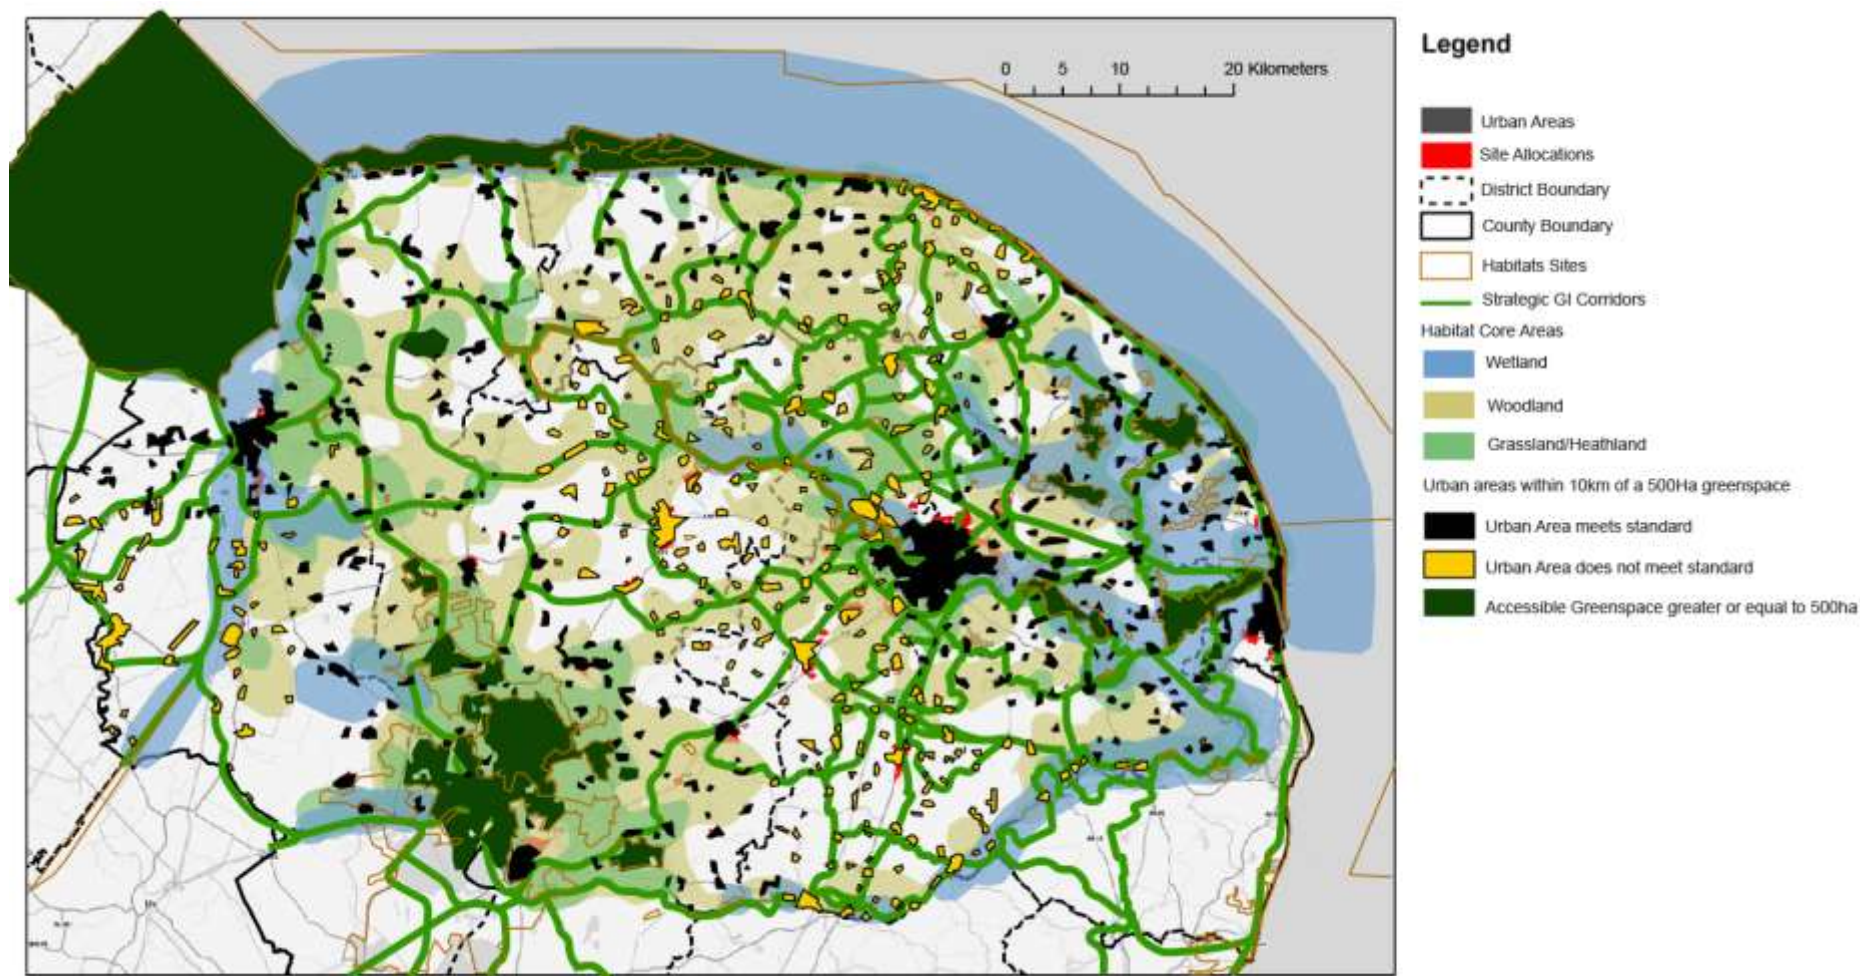 0 5 10 20 Kilometers
Legend
Urban Areas
Site Allocations
District Boundary
County Boundary
Habitats Sites
Strategic GI Corridors
Habitat Core Areas
Wetland
Woodland
Grassland/Heathland
Urban areas within 10km of a 500Ha greenspace
Urban Area meets standard
Urban Area does not meet standard
Accessible Greenspace greater or equal to 500ha